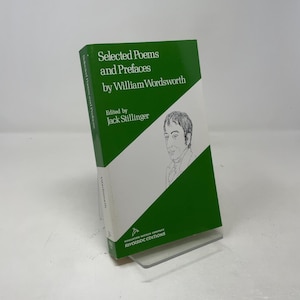 Selected Poems
and Prefaces
by William Wordsworth
Edited by
Jack Stillinger
RIVERSIDE EDITIONS